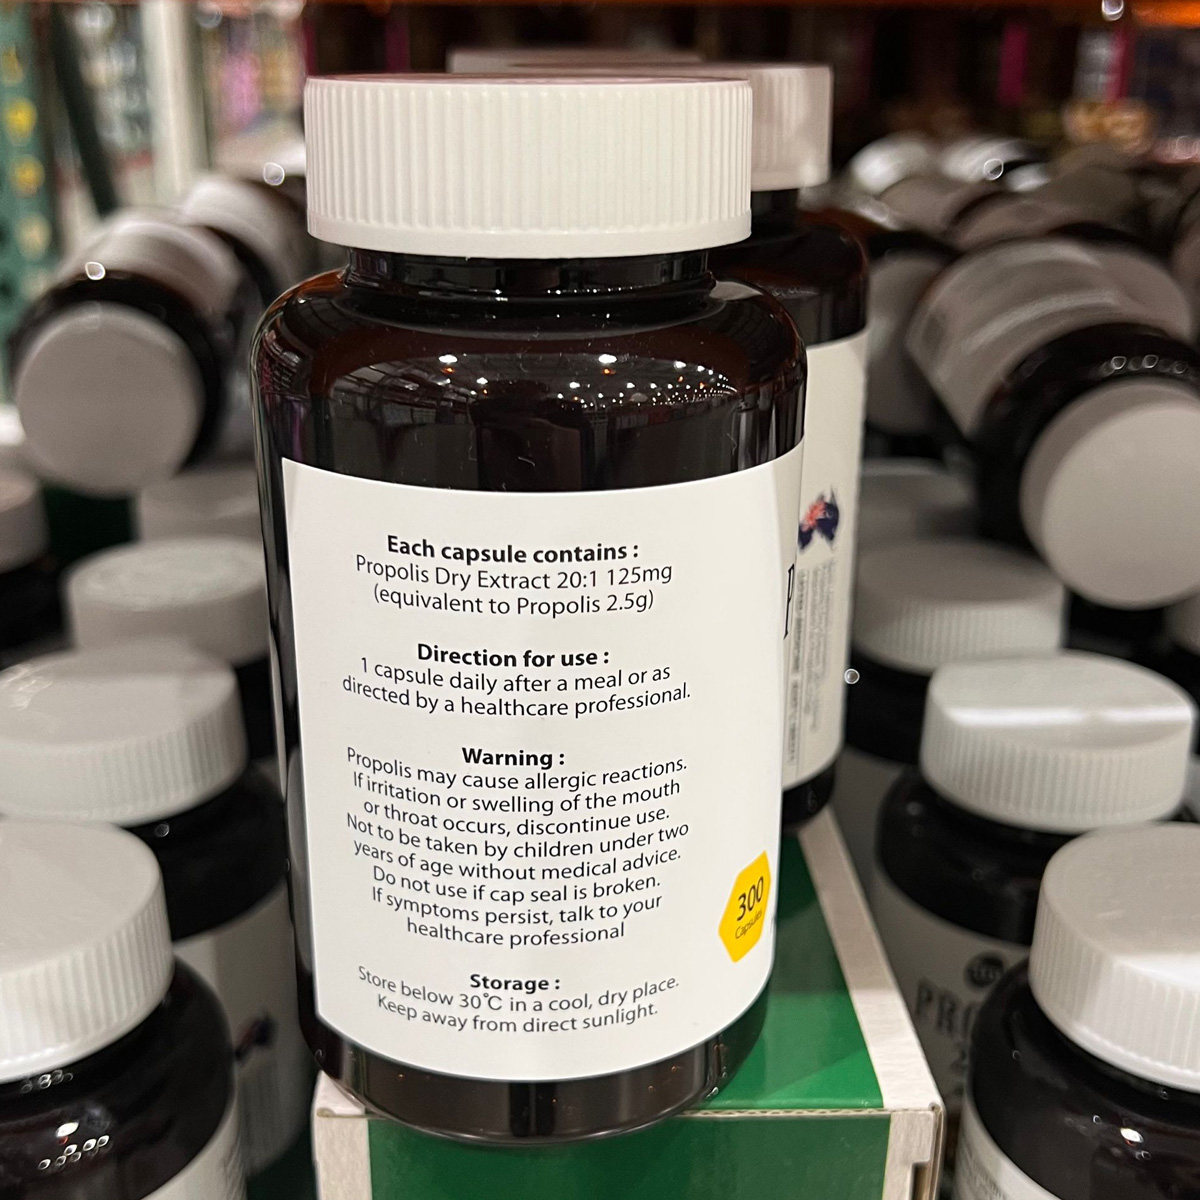 Each capsule contains :
Propolis Dry Extract 20:1 125mg
(equivalent to Propolis 2.5g)
Direction for use :
1 capsule daily after a meal or as
directed by a healthcare professional.
Warning :
Propolis may cause allergic reactions.
If irritation or swelling of the mouth
or throat occurs, discontinue use.
Not to be taken by children under two
years of age without medical advice.
Do not use if cap seal is broken.
If symptoms persist, talk to your
healthcare professional
Storage :
Store below 30℃ in a cool, dry place.
Keep away from direct sunlight.
300
Capsules